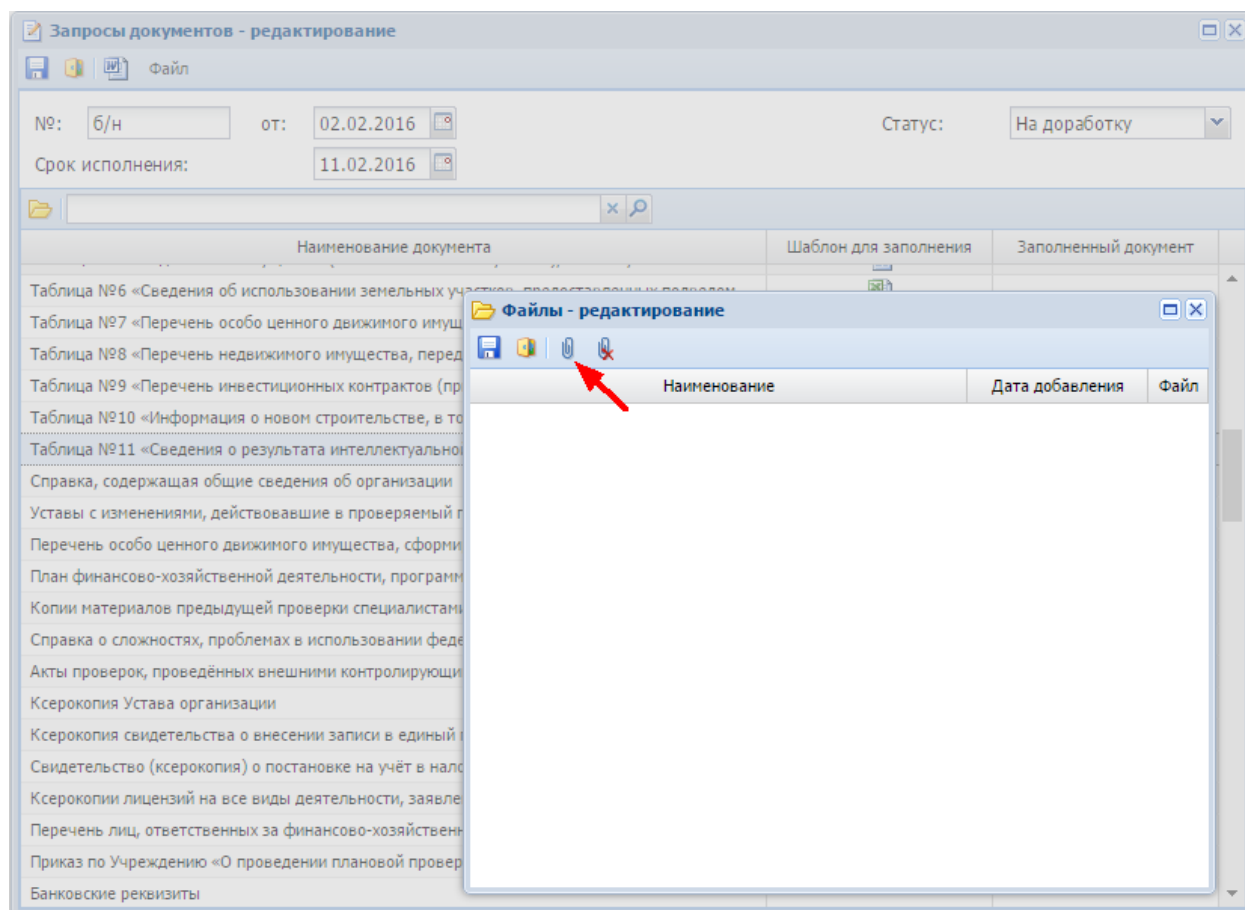 Запросы документов - редактирование
Файл
№: б/н от: 02.02.2016 Статус: На доработку
Срок исполнения: 11.02.2016
Наименование документа Шаблон для заполнения Заполненный документ
Таблица №6 «Сведения об использовании земельных участков, предоставленных подведом
Таблица №7 «Перечень особо ценного движимого имущ
Таблица №8 «Перечень недвижимого имущества, перед
Таблица №9 «Перечень инвестиционных контрактов (пр
Таблица №10 «Информация о новом строительстве, в то
Таблица №11 «Сведения о результата интеллектуально
Справка, содержащая общие сведения об организации
Уставы с изменениями, действовавшие в проверяемый п
Перечень особо ценного движимого имущества, сформи
План финансово-хозяйственной деятельности, програм
Копии материалов предыдущей проверки специалистам
Справка о сложностях, проблемах в использовании феде
Акты проверок, проведённых внешними контролирующи
Ксерокопия Устава организации
Ксерокопия свидетельства о внесении записи в единый
Свидетельство (ксерокопия) о постановке на учёт в нало
Ксерокопии лицензий на все виды деятельности, заявле
Перечень лиц, ответственных за финансово-хозяйствен
Приказ по Учреждению «О проведении плановой провер
Банковские реквизиты
Файлы - редактирование
Наименование Дата добавления Файл